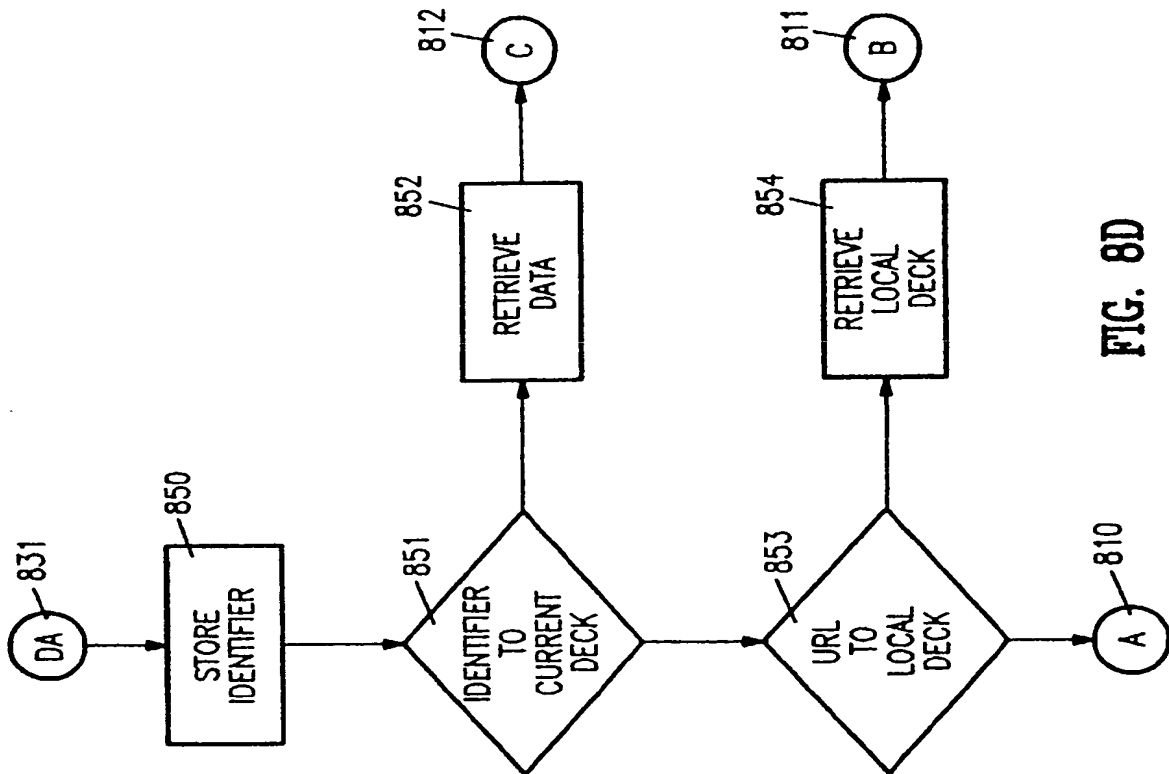 DA
831
850
STORE
IDENTIFIER
851
IDENTIFIER
TO
CURRENT
DECK
852
RETRIEVE
DATA
812
C
853
URL
TO
LOCAL
DECK
854
RETRIEVE
LOCAL
DECK
811
B
810
A
FIG. 8D